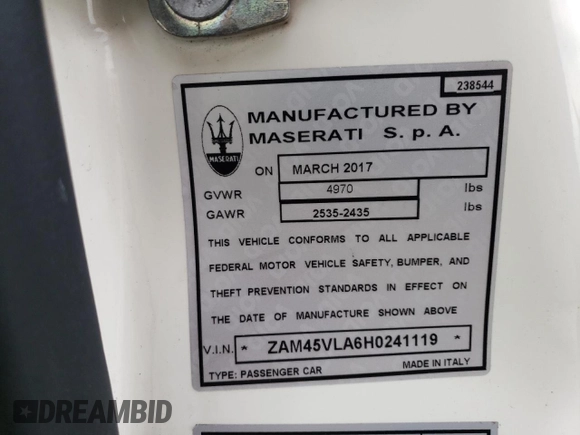 238544
MANUFACTURED BY
MASERATI S. p. A.
MASERATI
ON MARCH 2017
GVWR 4970 lbs
GAWR 2535-2435 lbs
THIS VEHICLE CONFORMS TO ALL APPLICABLE
FEDERAL MOTOR VEHICLE SAFETY, BUMPER, AND
THEFT PREVENTION STANDARDS IN EFFECT ON
THE DATE OF MANUFACTURE SHOWN ABOVE
V.I.N. * ZAM45VLA6H0241119 *
TYPE: PASSENGER CAR MADE IN ITALY
DREAMBID